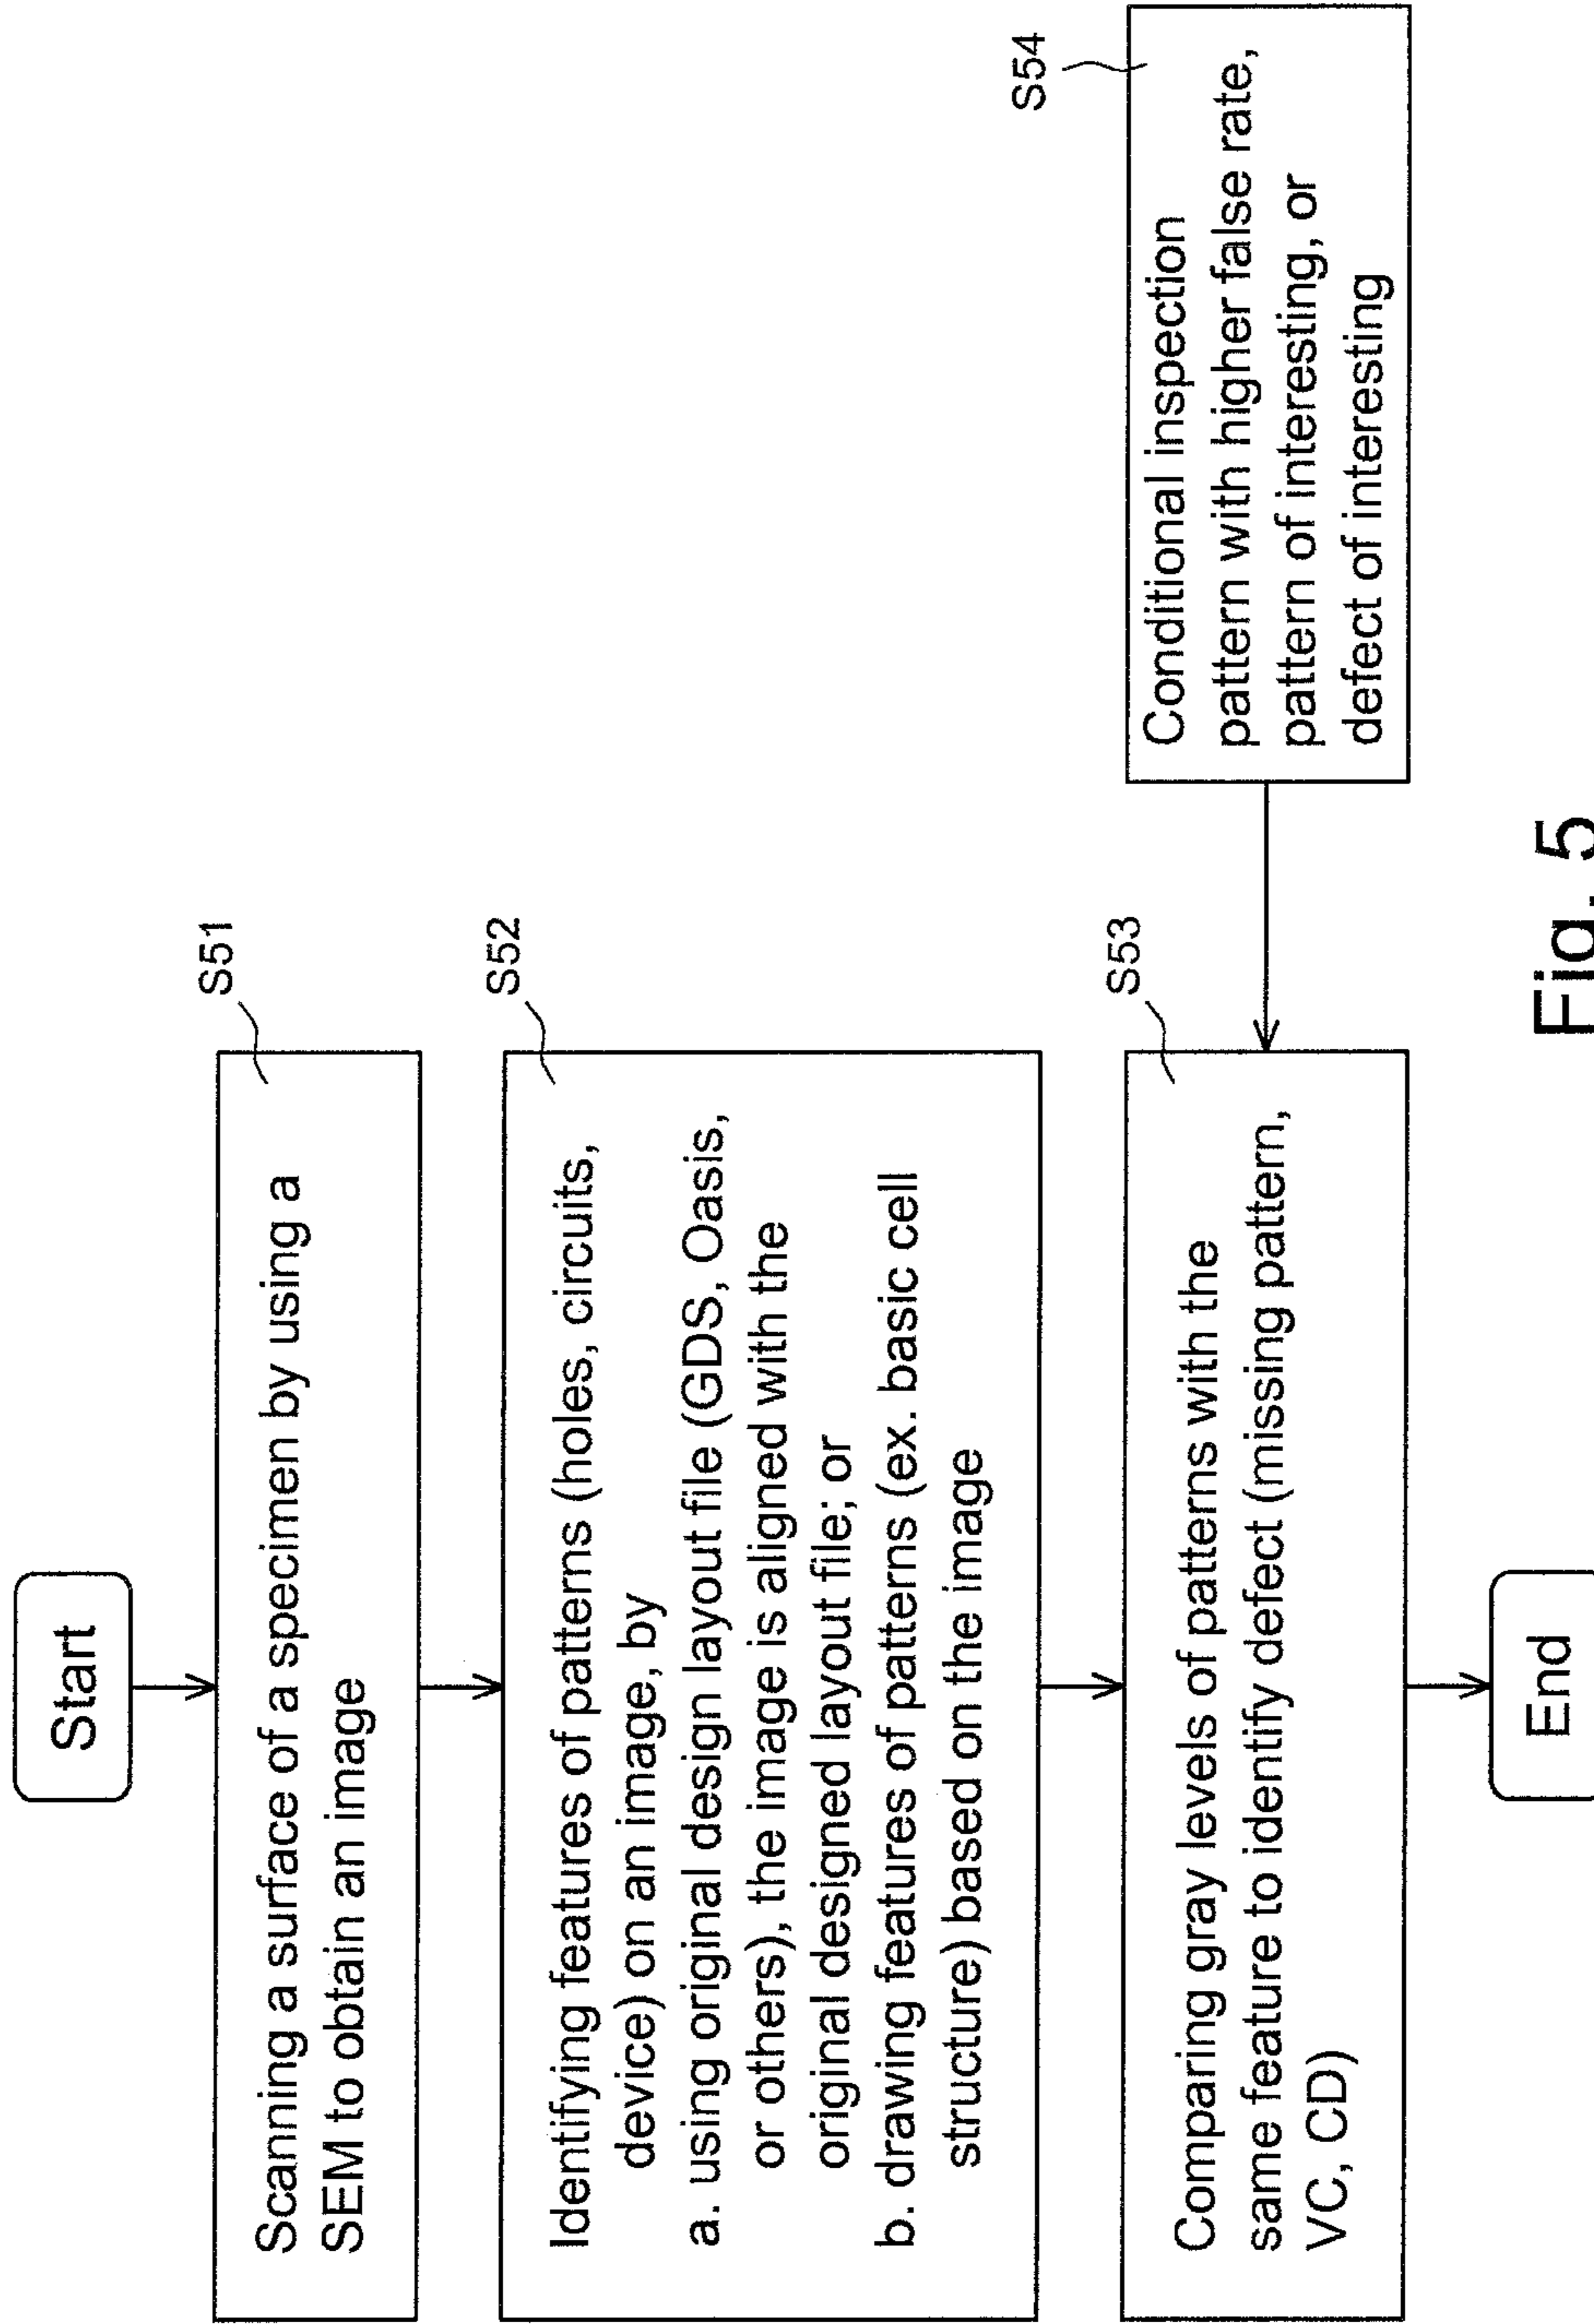 Start
S51
Scanning a surface of a specimen by using a
SEM to obtain an image
S52
Identifying features of patterns (holes, circuits,
device) on an image, by
a. using original design layout file (GDS, Oasis,
or others), the image is aligned with the
original designed layout file; or
b. drawing features of patterns (ex. basic cell
structure) based on the image
S53
Comparing gray levels of patterns with the
same feature to identify defect (missing pattern,
VC, CD)
S54
Conditional inspection
pattern with higher false rate,
pattern of interesting, or
defect of interesting
End
Fig. 5